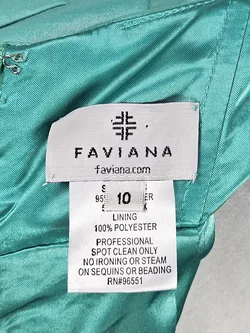 FAVIANA
faviana.com
10
LINING
100% POLYESTER
PROFESSIONAL
SPOT CLEAN ONLY
NO IRONING OR STEAM
ON SEQUINS OR BEADING
RN#96551